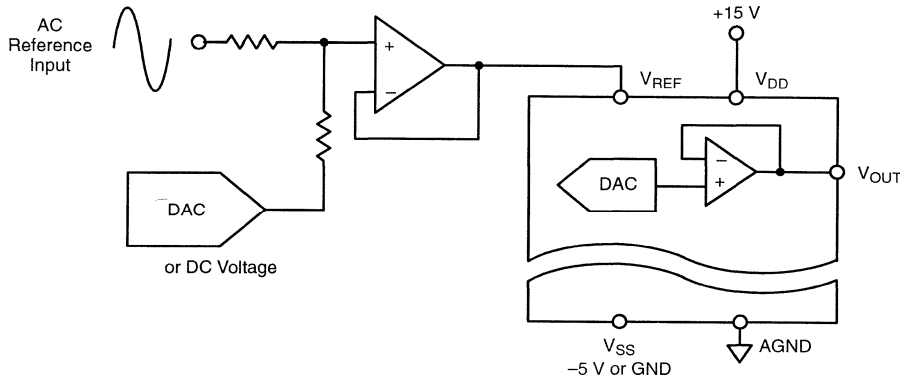 AC
Reference
Input
+
−
DAC
or DC Voltage
+15 V
VREF
VDD
DAC
−
+
VOUT
VSS
−5 V or GND
AGND